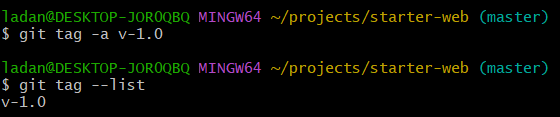 ladan@DESKTOP-JOR0QBQ MINGW64 ~/projects/starter-web (master)
$ git tag -a v-1.0
ladan@DESKTOP-JOR0QBQ MINGW64 ~/projects/starter-web (master)
$ git tag --list
v-1.0